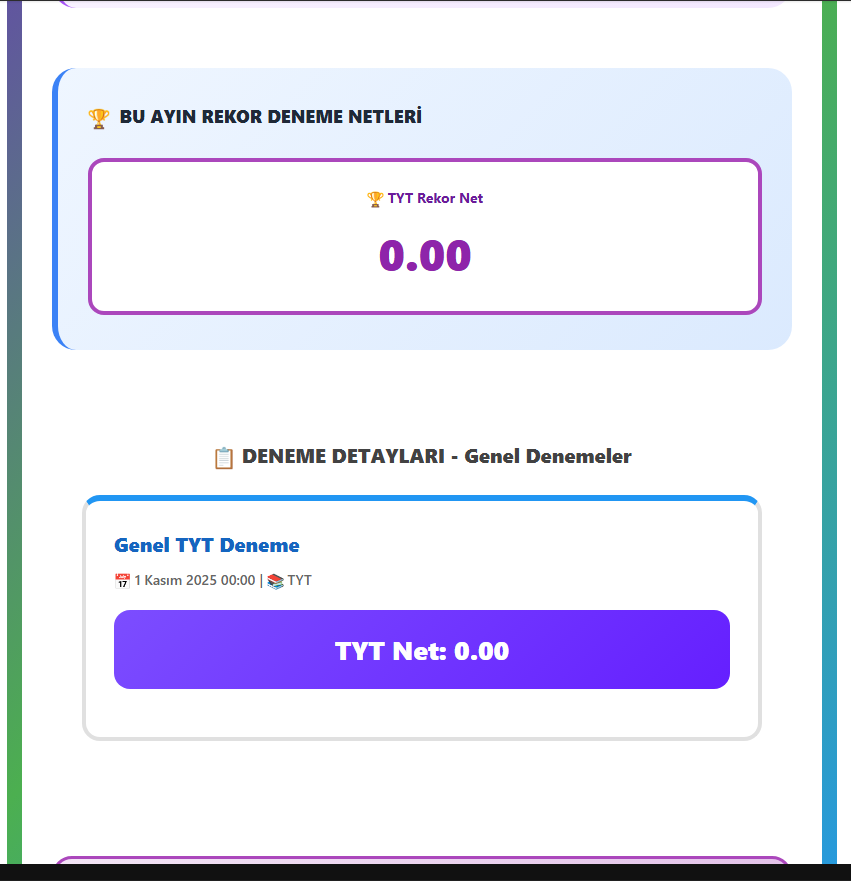 BU AYIN REKOR DENEME NETLERİ
TYT Rekor Net
0.00
DENEME DETAYLARI - Genel Denemeler
Genel TYT Deneme
1 Kasım 2025 00:00 | TYT
TYT Net: 0.00